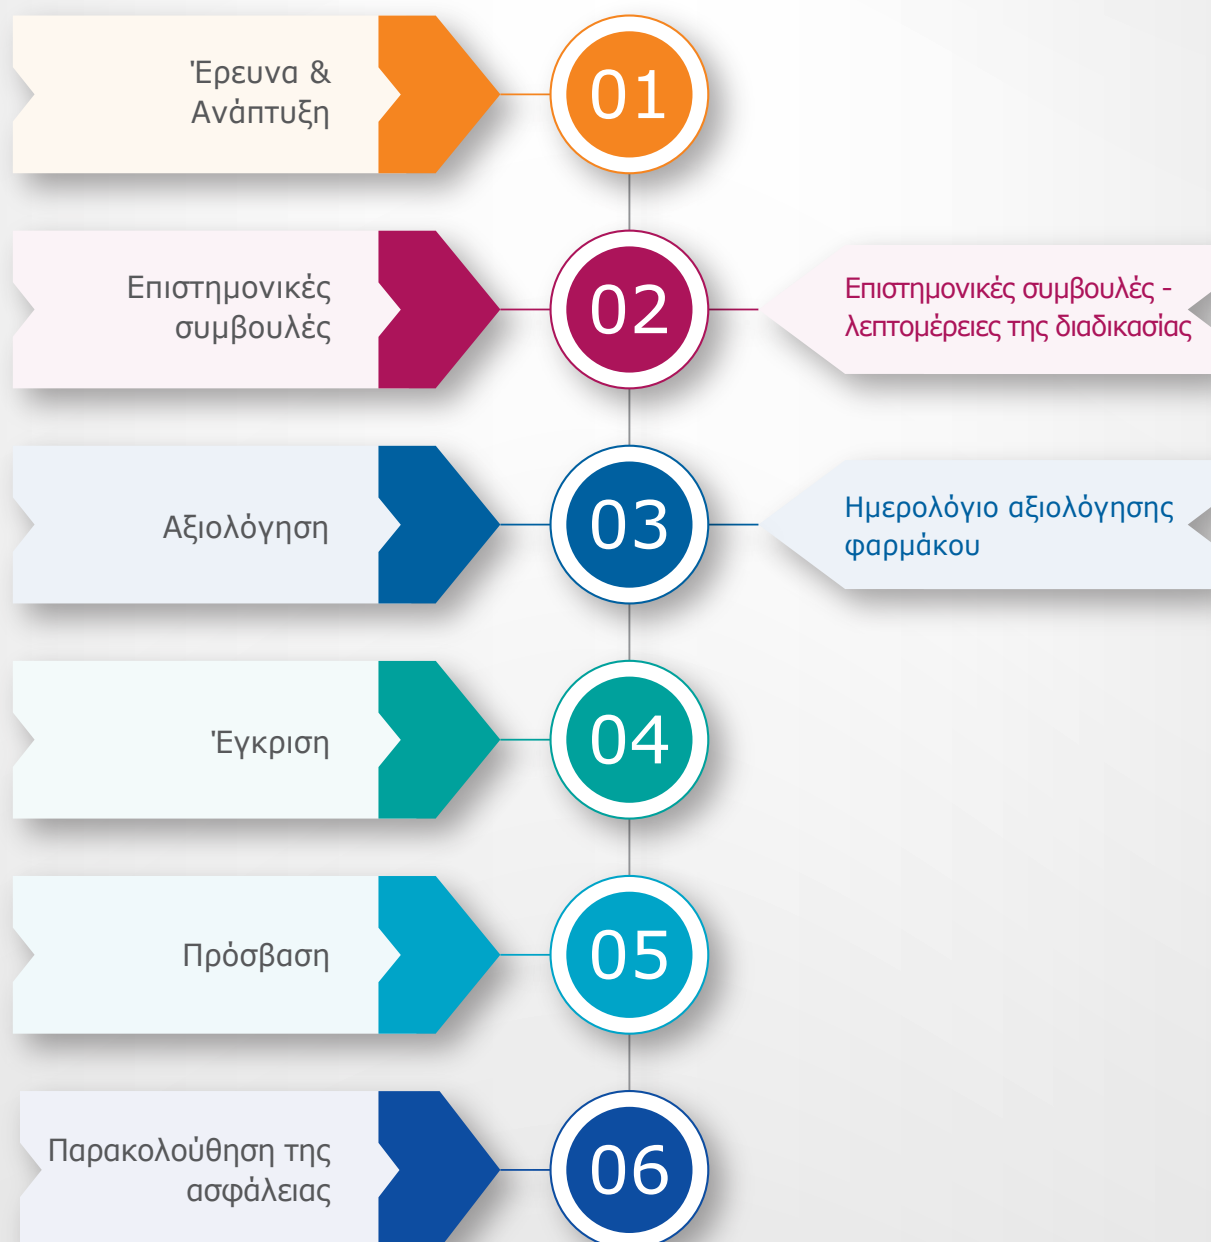 Έρευνα &
Ανάπτυξη
01
Επιστημονικές
συμβουλές
02
Επιστημονικές συμβουλές -
λεπτομέρειες της διαδικασίας
Αξιολόγηση
03
Ημερολόγιο αξιολόγησης
φαρμάκου
Έγκριση
04
Πρόσβαση
05
Παρακολούθηση της
ασφάλειας
06